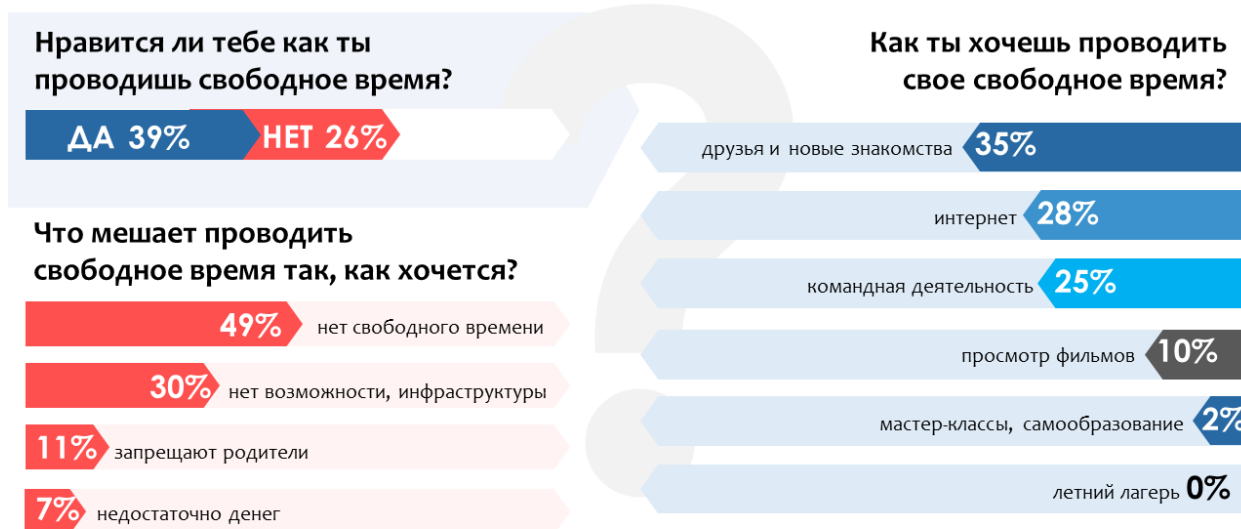 Нравится ли тебе как ты
проводишь свободное время?
ДА 39% НЕТ 26%
Что мешает проводить
свободное время так, как хочется?
49% нет свободного времени
30% нет возможности, инфраструктуры
11% запрещают родители
7% недостаточно денег
Как ты хочешь проводить
свое свободное время?
друзья и новые знакомства 35%
интернет 28%
командная деятельность 25%
просмотр фильмов 10%
мастер-классы, самообразование 2%
летний лагерь 0%
?